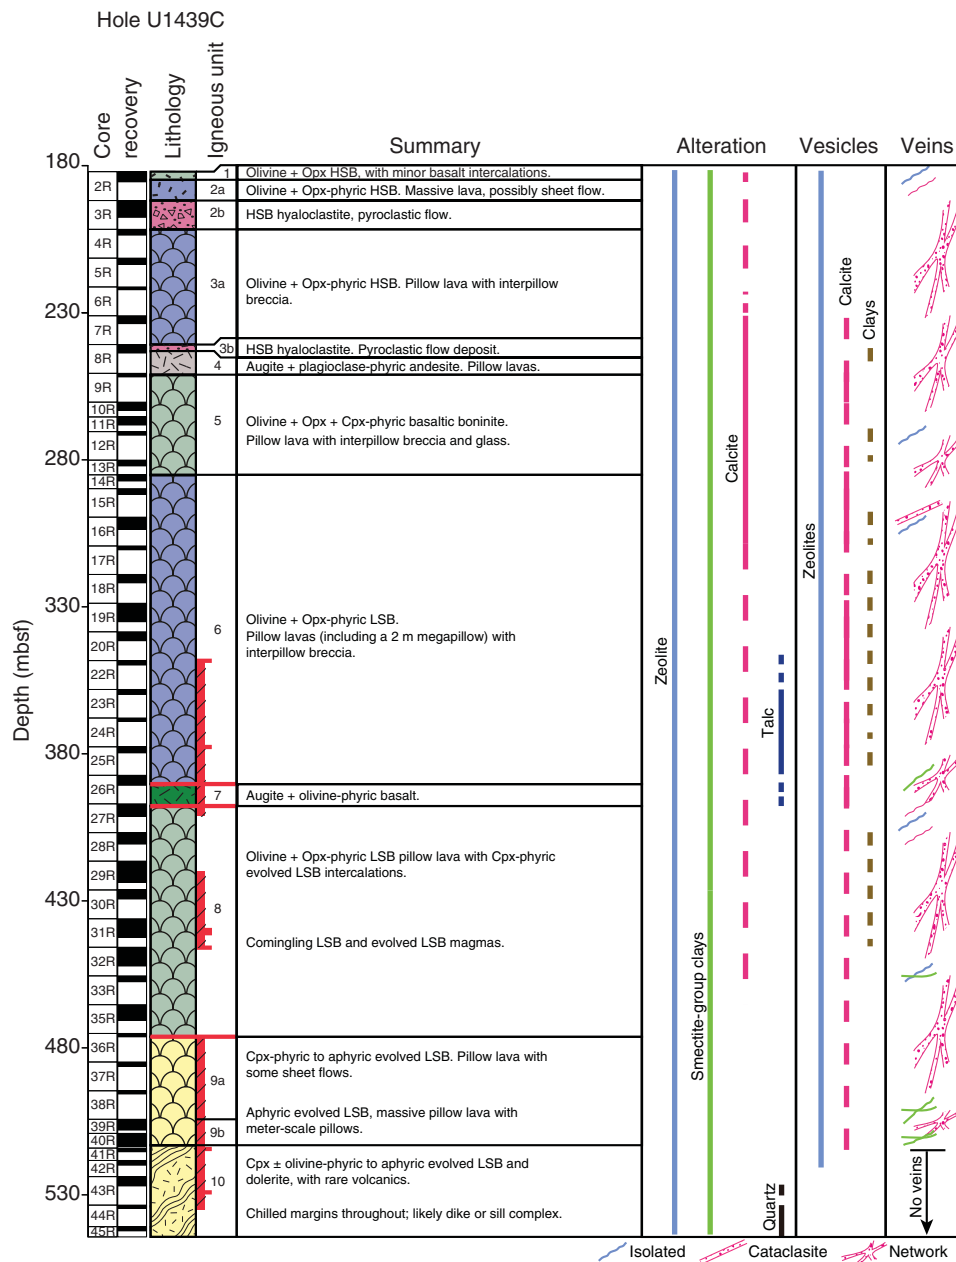 Hole U1439C
Core
recovery
Lithology
Igneous unit
Summary
Alteration
Vesicles
Veins
Depth (mbsf)
180
230
280
330
380
430
480
530
2R
3R
4R
5R
6R
7R
8R
9R
10R
11R
12R
13R
14R
15R
16R
17R
18R
19R
20R
22R
23R
24R
25R
26R
27R
28R
29R
30R
31R
32R
33R
35R
36R
37R
38R
39R
40R
41R
42R
43R
44R
45R
1
Olivine + Opx HSB, with minor basalt intercalations.
2a
Olivine + Opx-phyric HSB. Massive lava, possibly sheet flow.
2b
HSB hyaloclastite, pyroclastic flow.
3a
Olivine + Opx-phyric HSB. Pillow lava with interpillow
breccia.
3b
HSB hyaloclastite. Pyroclastic flow deposit.
4
Augite + plagioclase-phyric andesite. Pillow lavas.
5
Olivine + Opx + Cpx-phyric basaltic boninite.
Pillow lava with interpillow breccia and glass.
6
Olivine + Opx-phyric LSB.
Pillow lavas (including a 2 m megapillow) with
interpillow breccia.
7
Augite + olivine-phyric basalt.
8
Olivine + Opx-phyric LSB pillow lava with Cpx-phyric
evolved LSB intercalations.
Comingling LSB and evolved LSB magmas.
9a
Cpx-phyric to aphyric evolved LSB. Pillow lava with
some sheet flows.
Aphyric evolved LSB, massive pillow lava with
meter-scale pillows.
9b
10
Cpx ± olivine-phyric to aphyric evolved LSB and
dolerite, with rare volcanics.
Chilled margins throughout; likely dike or sill complex.
Zeolite
Smectite-group clays
Calcite
Talc
Quartz
Zeolites
Calcite
Clays
No veins
Isolated
Cataclasite
Network